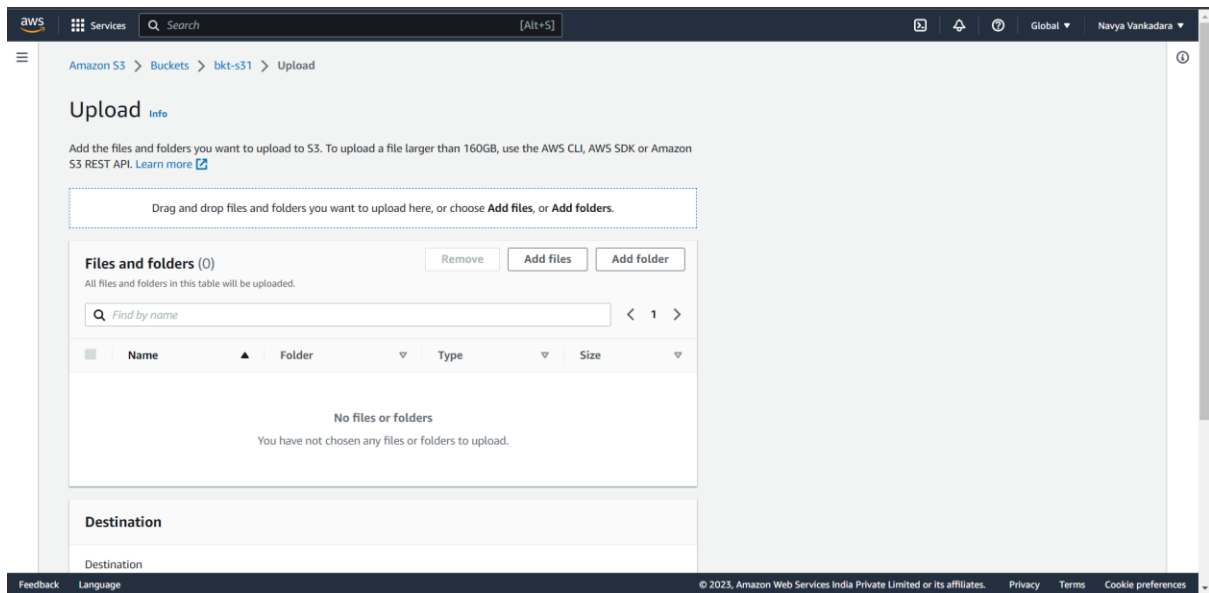 aws
Services
Search
[Alt+S]
Global
Navya Vankadara
Amazon S3 > Buckets > bkt-s31 > Upload
Upload Info
Add the files and folders you want to upload to S3. To upload a file larger than 160GB, use the AWS CLI, AWS SDK or Amazon
S3 REST API. Learn more
Drag and drop files and folders you want to upload here, or choose Add files, or Add folders.
Files and folders (0)
Remove
Add files
Add folder
All files and folders in this table will be uploaded.
Find by name
1
Name
Folder
Type
Size
No files or folders
You have not chosen any files or folders to upload.
Destination
Destination
Feedback
Language
© 2023, Amazon Web Services India Private Limited or its affiliates.
Privacy
Terms
Cookie preferences